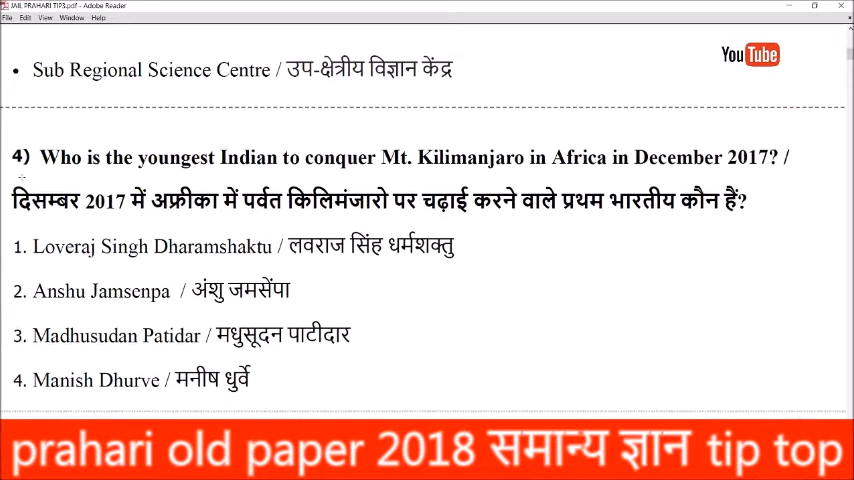 JAIL PRAHARI TIP3.pdf - Adobe Reader
File Edit View Window Help
YouTube
• Sub Regional Science Centre / उप-क्षेत्रीय विज्ञान केंद्र
4) Who is the youngest Indian to conquer Mt. Kilimanjaro in Africa in December 2017? /
दिसम्बर 2017 में अफ्रीका में पर्वत किलिमंजारो पर चढ़ाई करने वाले प्रथम भारतीय कौन हैं?
1. Loveraj Singh Dharamshaktu / लवराज सिंह धर्मशक्तु
2. Anshu Jamsenpa / अंशु जमसेंपा
3. Madhusudan Patidar / मधुसूदन पाटीदार
4. Manish Dhurve / मनीष धुर्वे
prahari old paper 2018 समान्य ज्ञान tip top